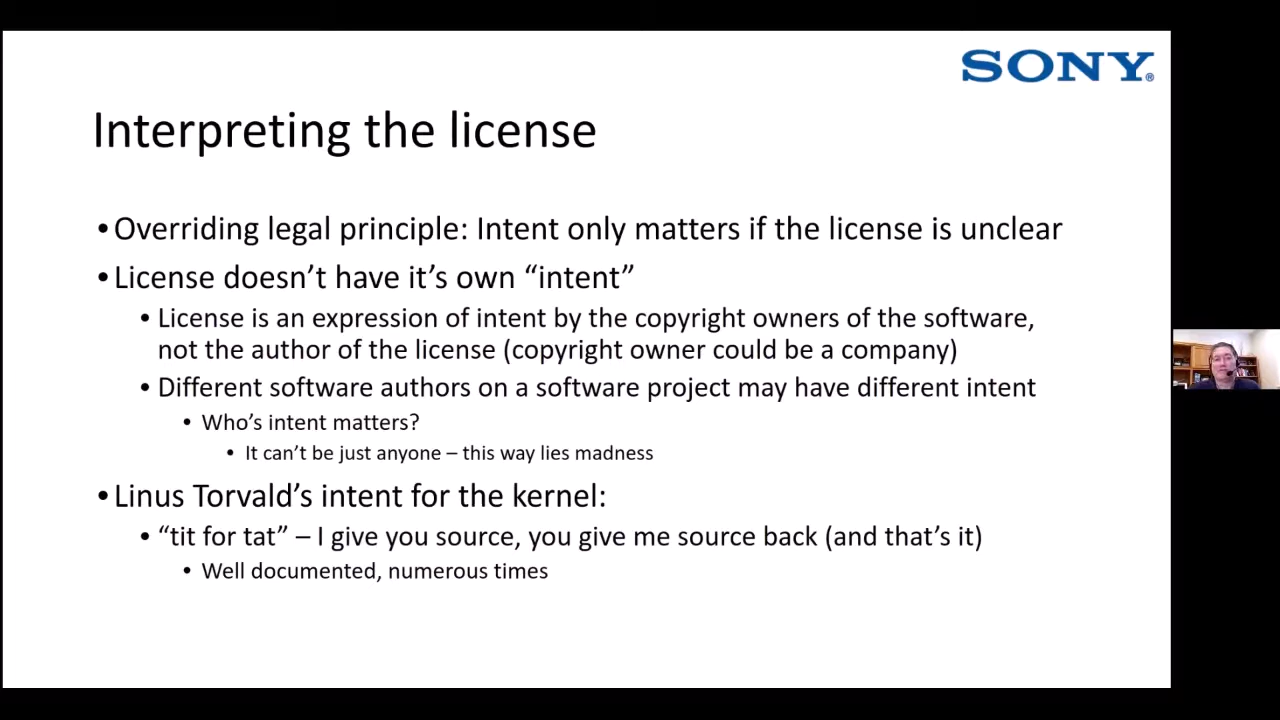 SONY®
Interpreting the license
•Overriding legal principle: Intent only matters if the license is unclear
•License doesn’t have it’s own “intent”
• License is an expression of intent by the copyright owners of the software,
not the author of the license (copyright owner could be a company)
• Different software authors on a software project may have different intent
• Who’s intent matters?
• It can’t be just anyone – this way lies madness
•Linus Torvald’s intent for the kernel:
• “tit for tat” – I give you source, you give me source back (and that’s it)
• Well documented, numerous times